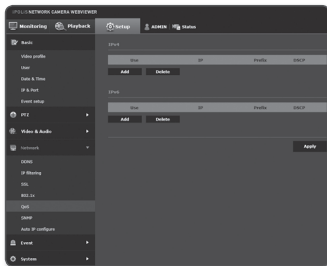 iPOLiS NETWORK CAMERA WEBVIEWER
Monitoring
Playback
Setup
ADMIN
Status
Basic
Video profile
User
Date & Time
IP & Port
Event setup
PTZ
Video & Audio
Network
DDNS
IP filtering
SSL
802.1x
QoS
SNMP
Auto IP configure
Event
System
IPv4
Use IP Prefix DSCP
Add Delete
IPv6
Use IP Prefix DSCP
Add Delete
Apply